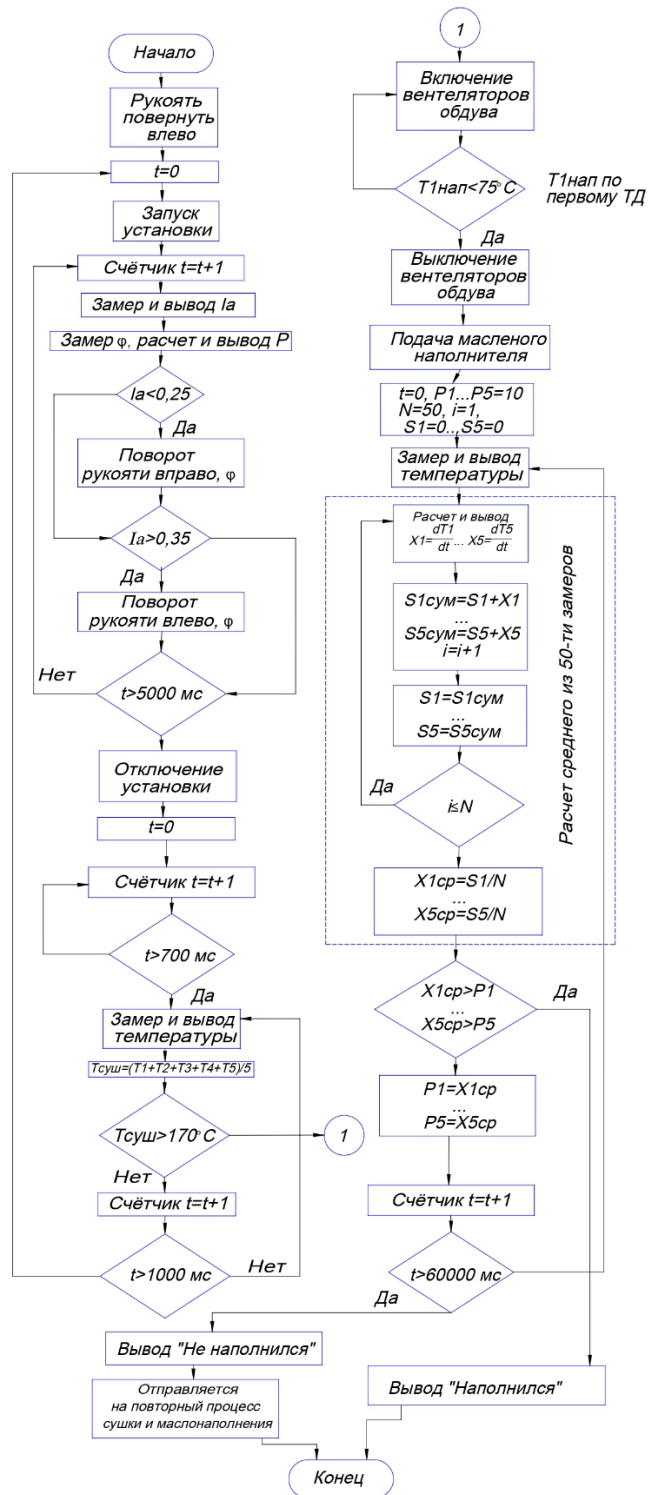 Начало
Рукоять
повернуть
влево
t=0
Запуск
установки
Счётчик t=t+1
Замер и вывод Ia
Замер φ, расчет и вывод P
Ia<0,25
Да
Поворот
рукояти вправо, φ
Ia>0,35
Да
Поворот
рукояти влево, φ
Нет
t>5000 мс
Отключение
установки
t=0
Счётчик t=t+1
t>700 мс
Да
Замер и вывод
температуры
Тсуш=(T1+T2+T3+T4+T5)/5
Тсуш>170°C
1
Нет
Счётчик t=t+1
t>1000 мс
Нет
1
Включение
вентеляторов
обдува
Т1нап<75°C
Т1нап по
первому ТД
Да
Выключение
вентеляторов
обдува
Подача масленого
наполнителя
t=0, P1...P5=10
N=50, i=1,
S1=0...,S5=0
Замер и вывод
температуры
Расчет и вывод
X1=dT1/dt ... X5=dT5/dt
S1сум=S1+X1
...
S5сум=S5+X5
i=i+1
S1=S1сум
...
S5=S5сум
Да
i≤N
X1ср=S1/N
...
X5ср=S5/N
Расчет среднего из 50-ти замеров
X1ср>P1
...
X5ср>P5
Да
P1=X1ср
...
P5=X5ср
Счётчик t=t+1
t>60000 мс
Да
Вывод "Не наполнился"
Отправляется
на повторный процесс
сушки и маслонаполнения
Вывод "Наполнился"
Конец